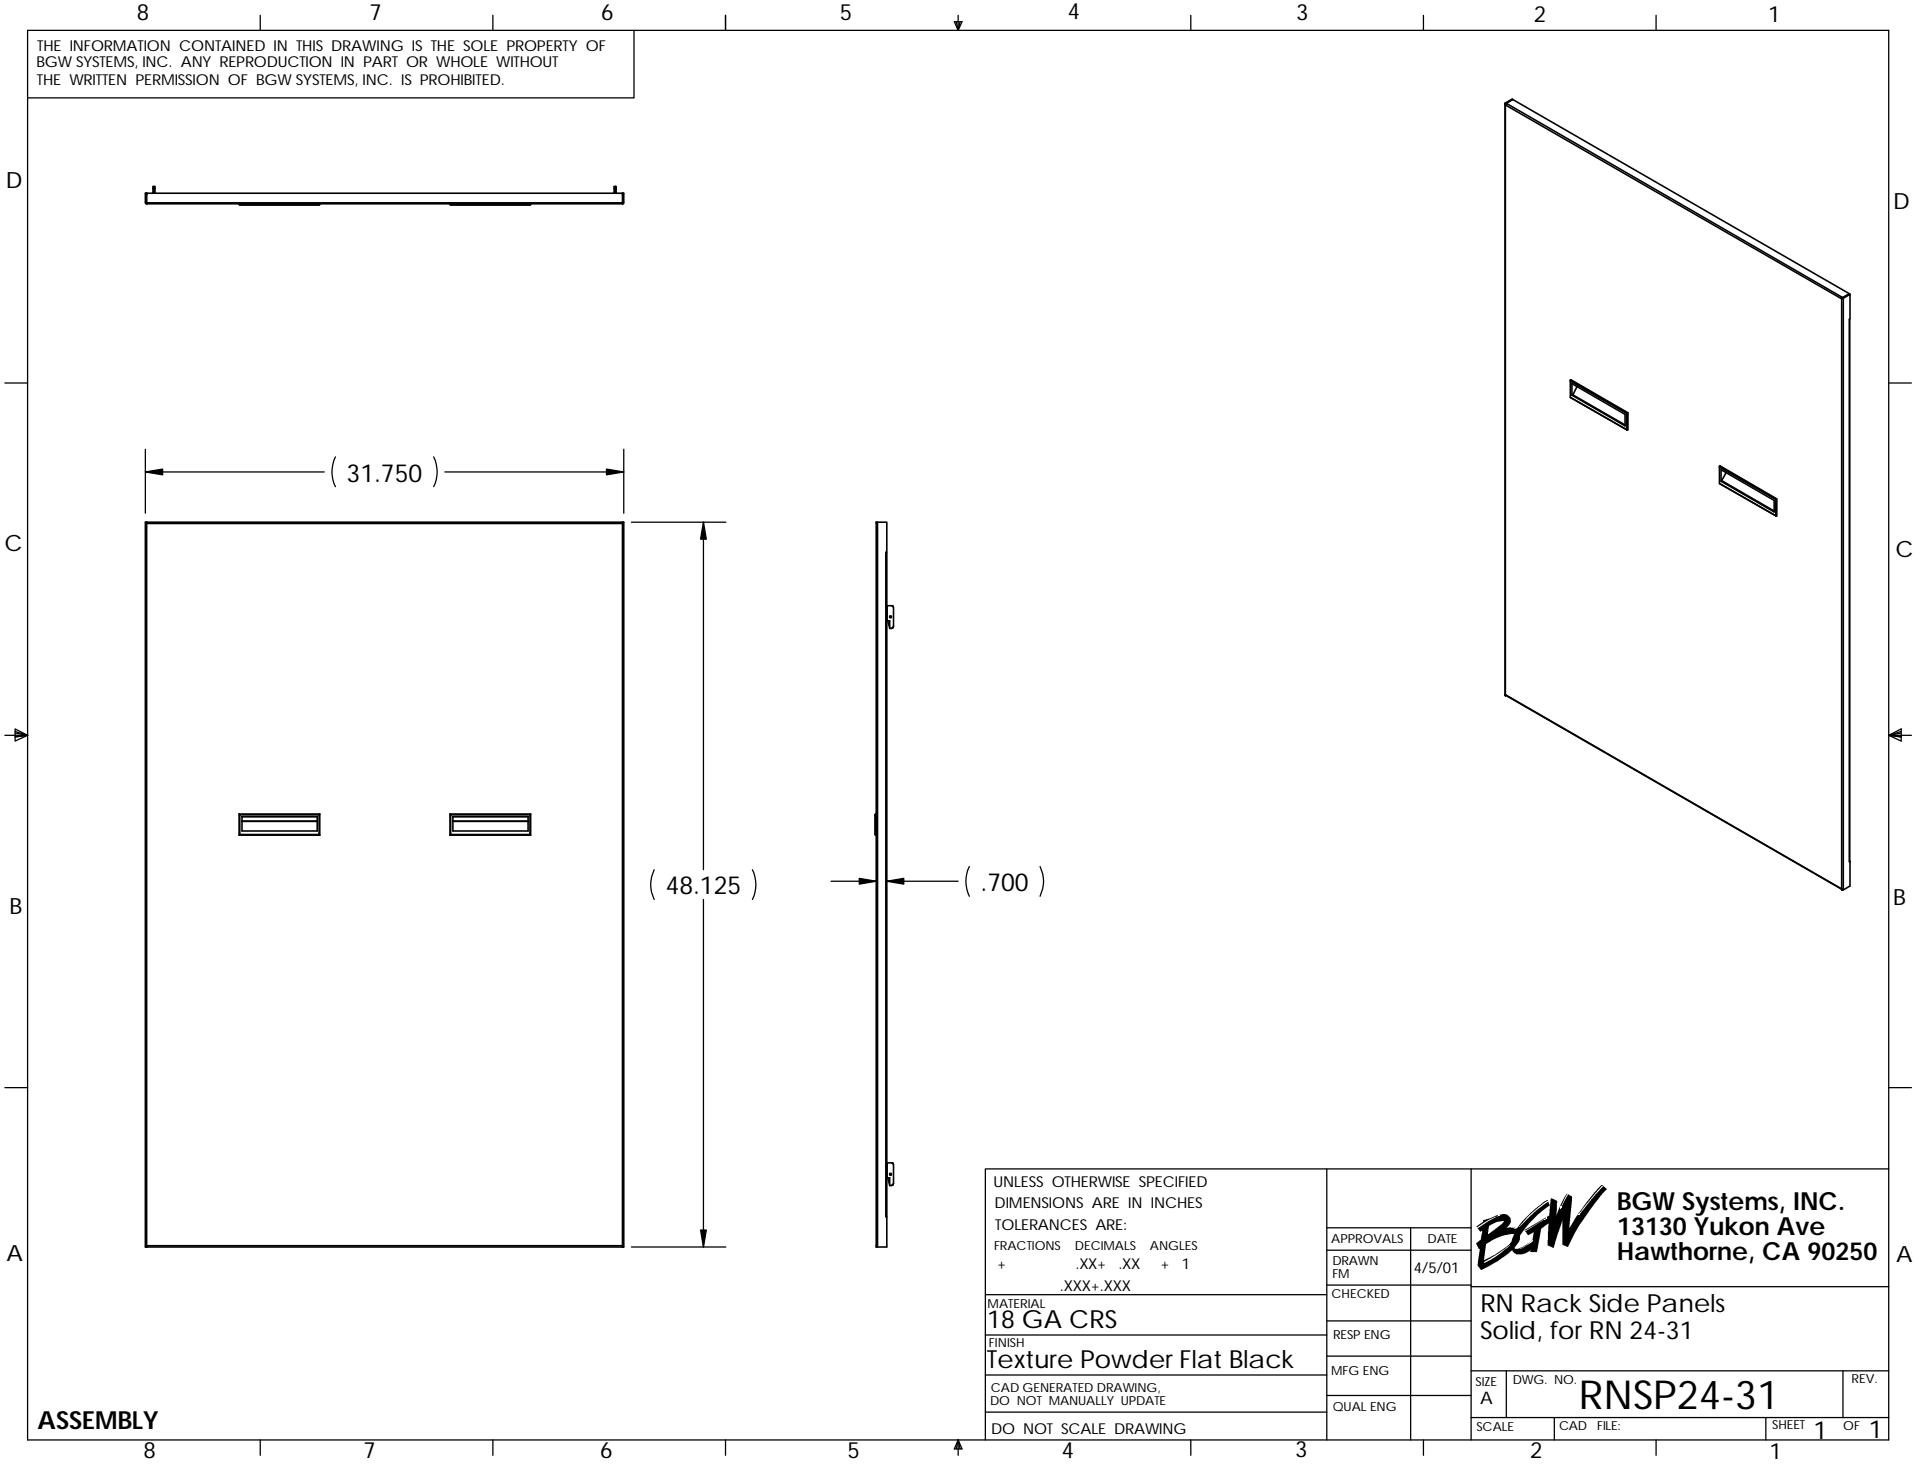 8 7 6 5 4 3 2 1
THE INFORMATION CONTAINED IN THIS DRAWING IS THE SOLE PROPERTY OF
BGW SYSTEMS, INC. ANY REPRODUCTION IN PART OR WHOLE WITHOUT
THE WRITTEN PERMISSION OF BGW SYSTEMS, INC. IS PROHIBITED.
D D
( 31.750 )
C C
( 48.125 )
( .700 )
B B
UNLESS OTHERWISE SPECIFIED
DIMENSIONS ARE IN INCHES
TOLERANCES ARE:
FRACTIONS DECIMALS ANGLES
+ .XX+ .XX + 1
.XXX+.XXX
MATERIAL
18 GA CRS
FINISH
Texture Powder Flat Black
CAD GENERATED DRAWING,
DO NOT MANUALLY UPDATE
DO NOT SCALE DRAWING
APPROVALS DATE
DRAWN
FM 4/5/01
CHECKED
RESP ENG
MFG ENG
QUAL ENG
BGW
BGW Systems, INC.
13130 Yukon Ave
Hawthorne, CA 90250
RN Rack Side Panels
Solid, for RN 24-31
SIZE
A
DWG. NO.
RNSP24-31
REV.
SCALE CAD FILE: SHEET 1 OF 1
A A
ASSEMBLY
8 7 6 5 4 3 2 1